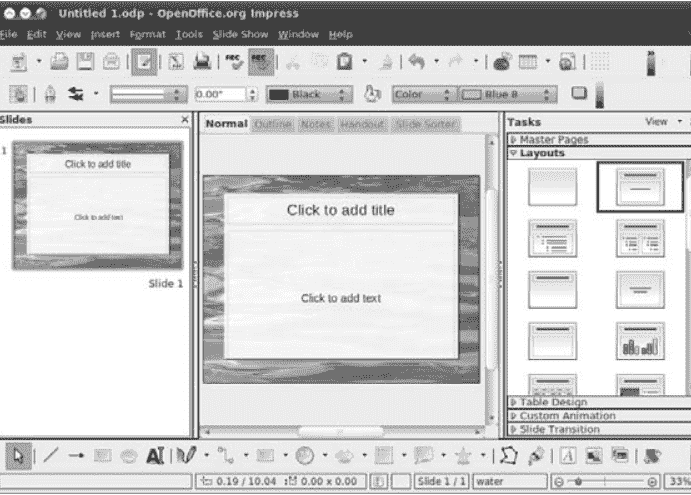 Untitled 1.odp - OpenOffice.org Impress
File Edit View Insert Format Tools Slide Show Window Help
0.00" Black Color Blue 8
Slides
Normal Outline Notes Handout Slide Sorter
Tasks View
Master Pages
Layouts
1
Click to add title
Click to add text
Slide 1
Click to add title
Click to add text
Table Design
Custom Animation
Slide Transition
0.19 / 10.04 0.00 x 0.00 Slide 1 / 1 water 33%